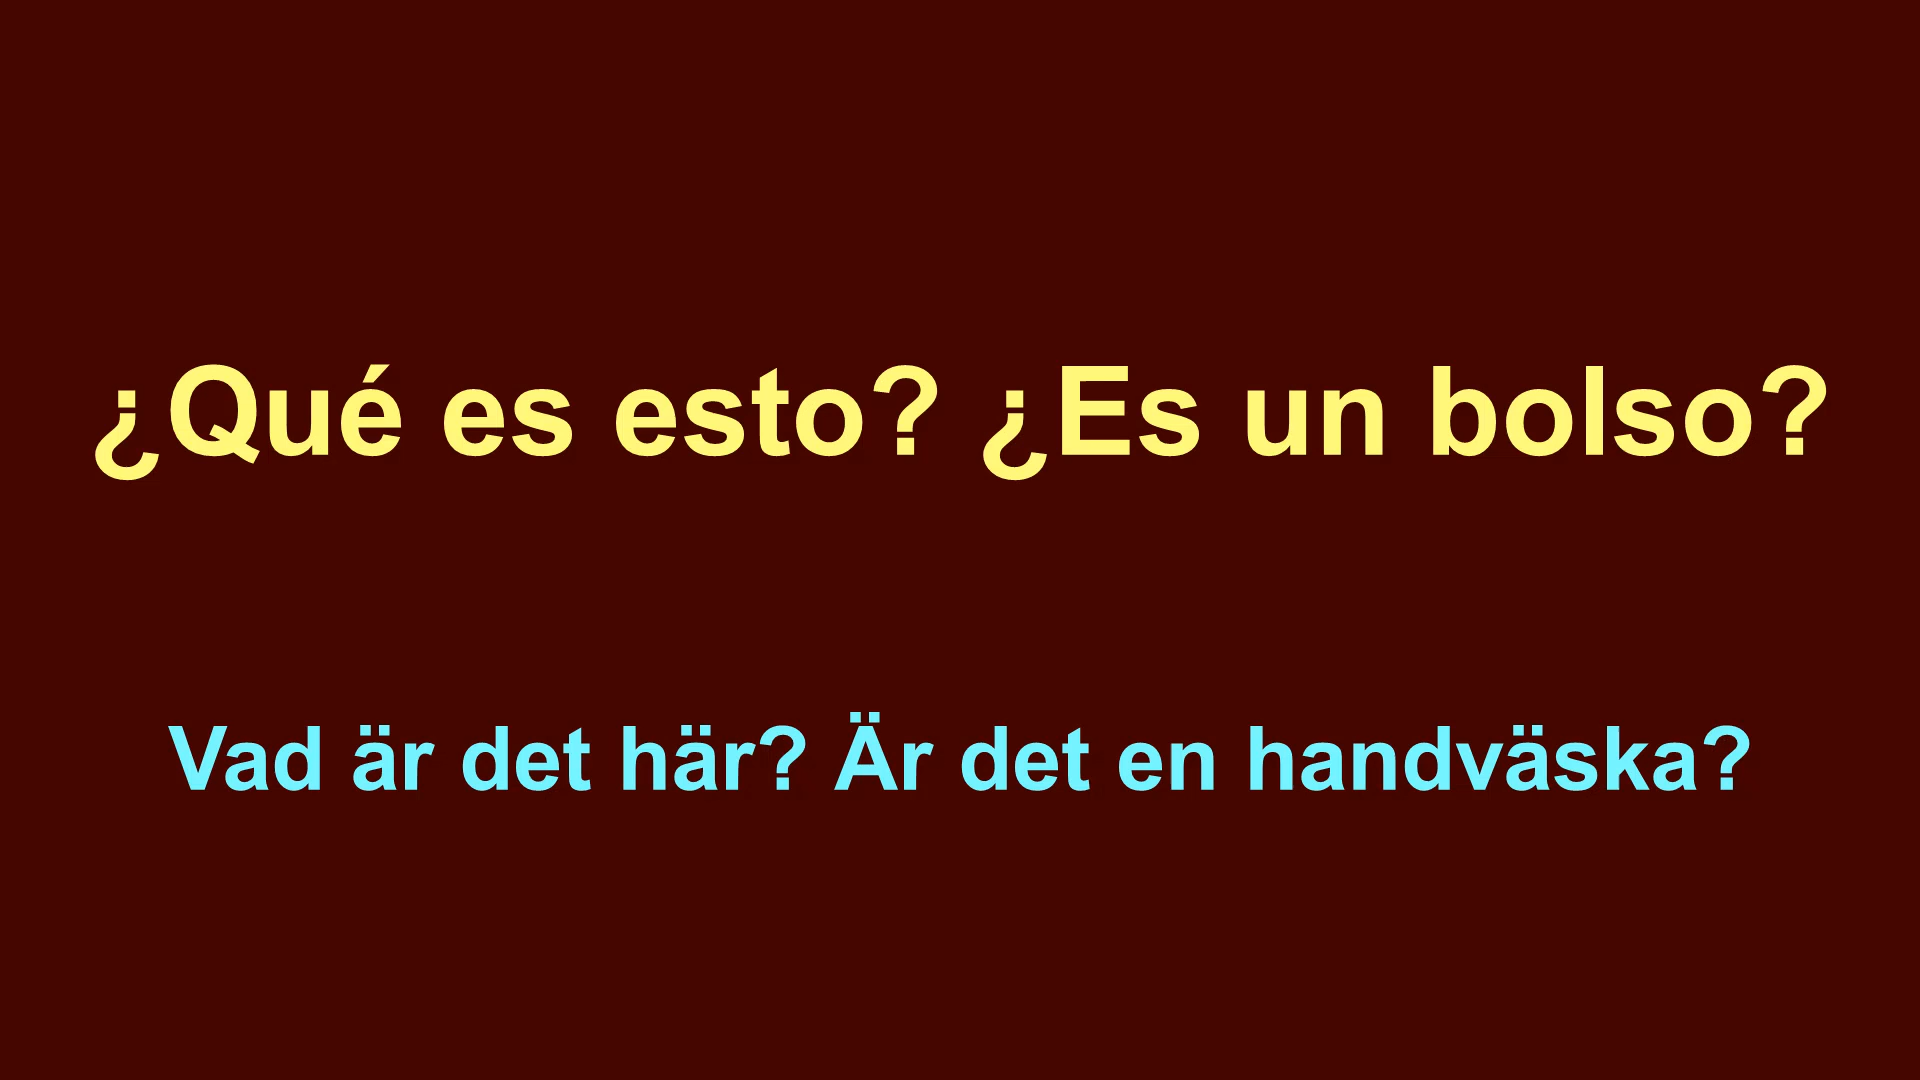 ¿Qué es esto? ¿Es un bolso?
Vad är det här? Är det en handväska?